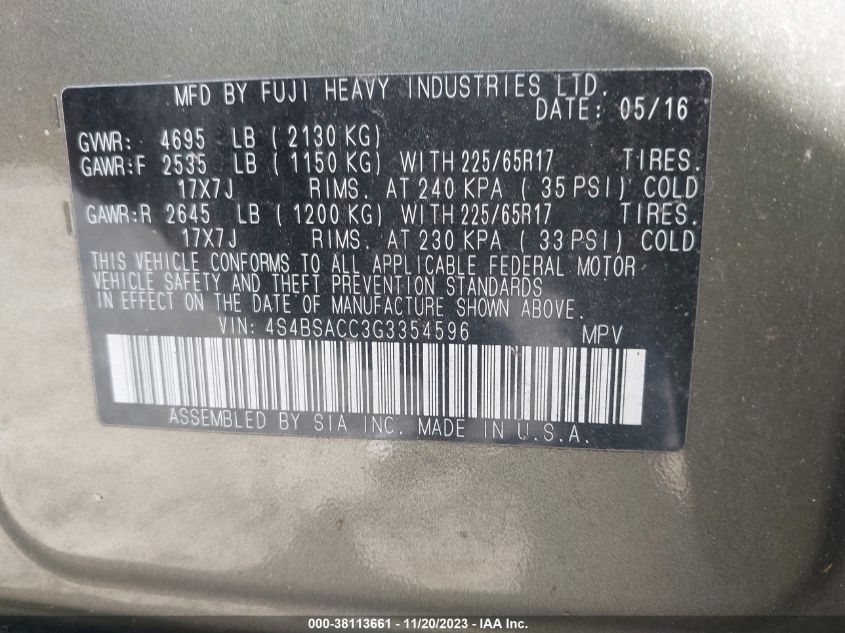 MFD BY FUJI HEAVY INDUSTRIES LTD.
DATE: 05/16
GVWR: 4695 LB ( 2130 KG)
GAWR:F 2535 LB ( 1150 KG) WITH 225/65R17 TIRES.
17X7J RIMS. AT 240 KPA ( 35 PSI) COLD
GAWR:R 2645 LB ( 1200 KG) WITH 225/65R17 TIRES.
17X7J RIMS. AT 230 KPA ( 33 PSI) COLD
THIS VEHICLE CONFORMS TO ALL APPLICABLE FEDERAL MOTOR
VEHICLE SAFETY AND THEFT PREVENTION STANDARDS
IN EFFECT ON THE DATE OF MANUFACTURE SHOWN ABOVE.
VIN: 4S4BSACC3G3354596 MPV
ASSEMBLED BY SIA INC. MADE IN U.S.A.
000-38113661 - 11/20/2023 - IAA Inc.